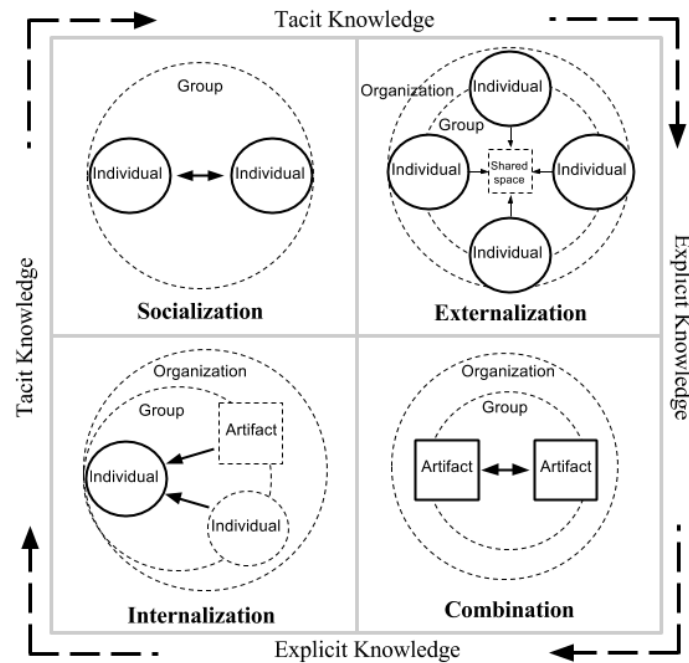 Tacit Knowledge
Group
Individual
Individual
Socialization
Individual
Organization
Group
Shared
space
Individual
Individual
Individual
Externalization
Tacit Knowledge
Explicit Knowledge
Organization
Group
Artifact
Individual
Individual
Internalization
Organization
Group
Artifact
Artifact
Combination
Explicit Knowledge